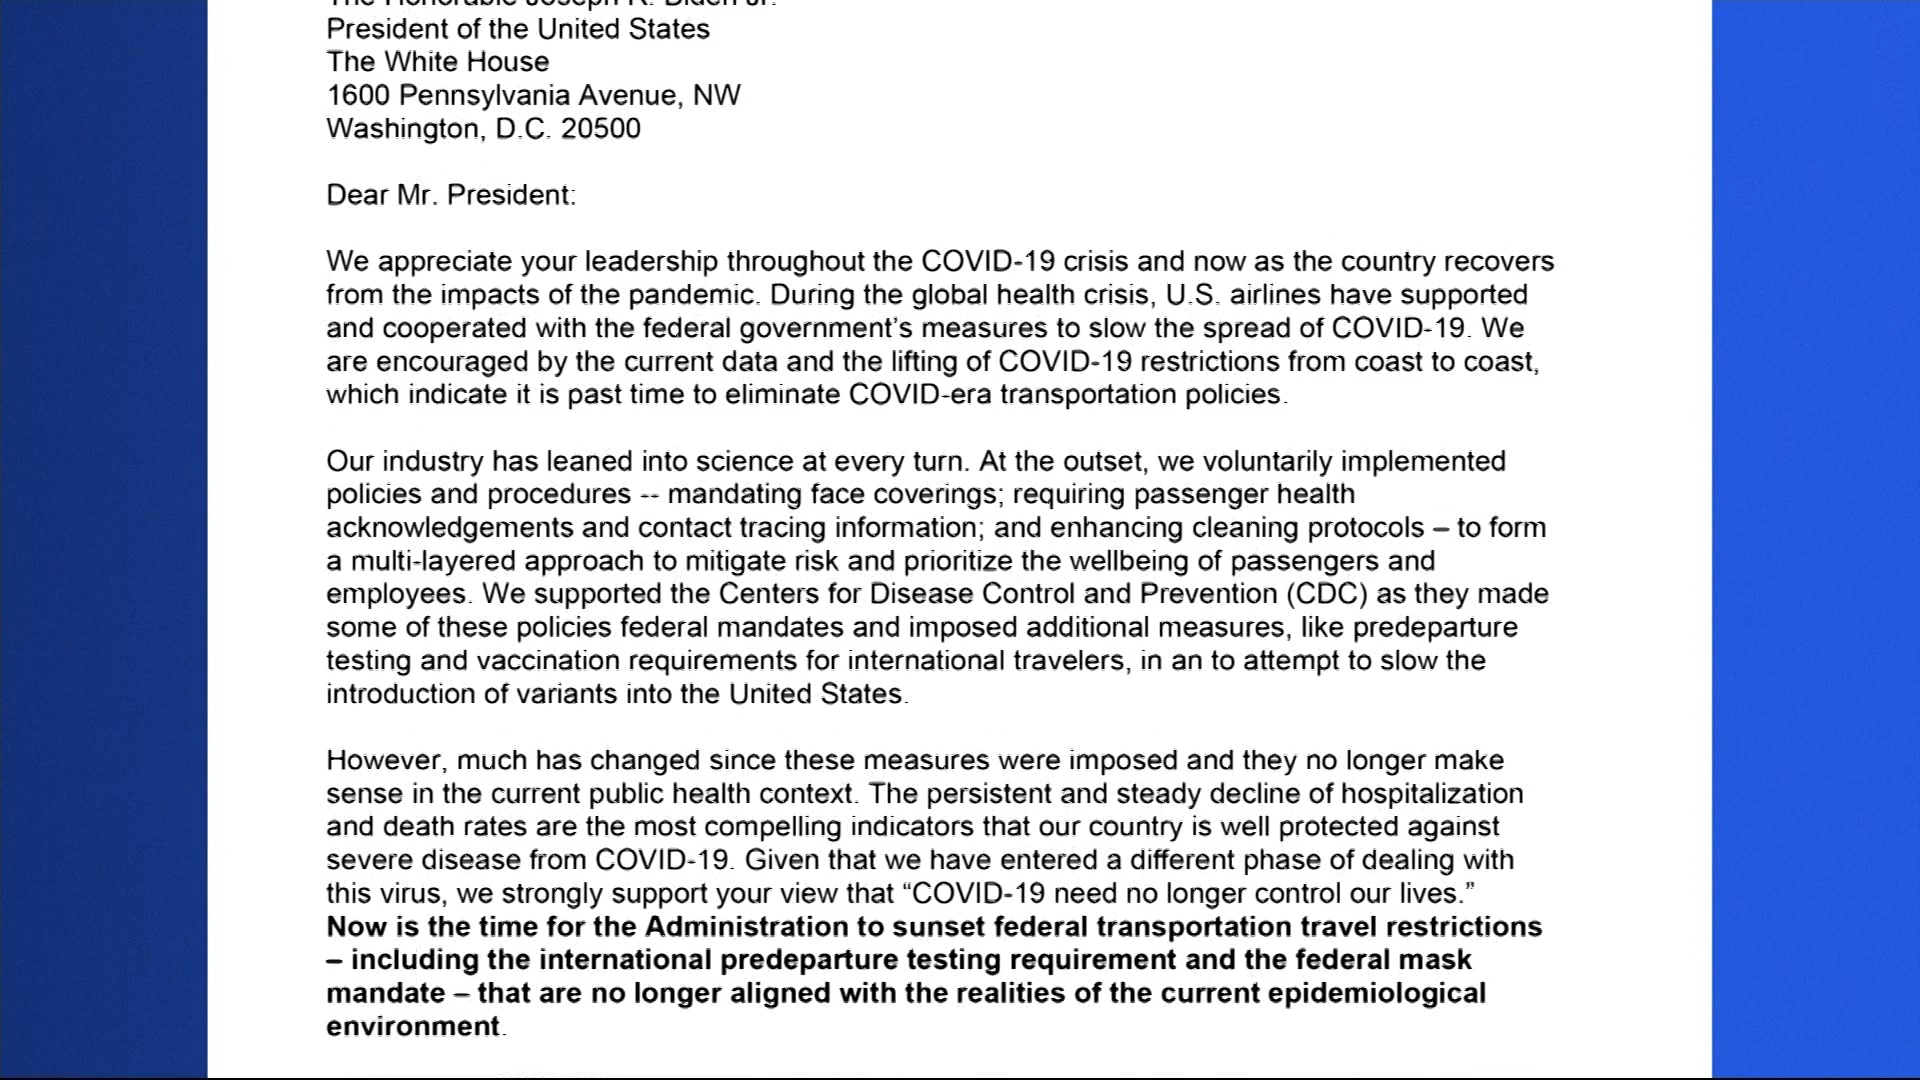 The Honorable Joseph R. Biden Jr.
President of the United States
The White House
1600 Pennsylvania Avenue, NW
Washington, D.C. 20500
Dear Mr. President:
We appreciate your leadership throughout the COVID-19 crisis and now as the country recovers
from the impacts of the pandemic. During the global health crisis, U.S. airlines have supported
and cooperated with the federal government’s measures to slow the spread of COVID-19. We
are encouraged by the current data and the lifting of COVID-19 restrictions from coast to coast,
which indicate it is past time to eliminate COVID-era transportation policies.
Our industry has leaned into science at every turn. At the outset, we voluntarily implemented
policies and procedures -- mandating face coverings; requiring passenger health
acknowledgements and contact tracing information; and enhancing cleaning protocols – to form
a multi-layered approach to mitigate risk and prioritize the wellbeing of passengers and
employees. We supported the Centers for Disease Control and Prevention (CDC) as they made
some of these policies federal mandates and imposed additional measures, like predeparture
testing and vaccination requirements for international travelers, in an to attempt to slow the
introduction of variants into the United States.
However, much has changed since these measures were imposed and they no longer make
sense in the current public health context. The persistent and steady decline of hospitalization
and death rates are the most compelling indicators that our country is well protected against
severe disease from COVID-19. Given that we have entered a different phase of dealing with
this virus, we strongly support your view that “COVID-19 need no longer control our lives.”
Now is the time for the Administration to sunset federal transportation travel restrictions
– including the international predeparture testing requirement and the federal mask
mandate – that are no longer aligned with the realities of the current epidemiological
environment.